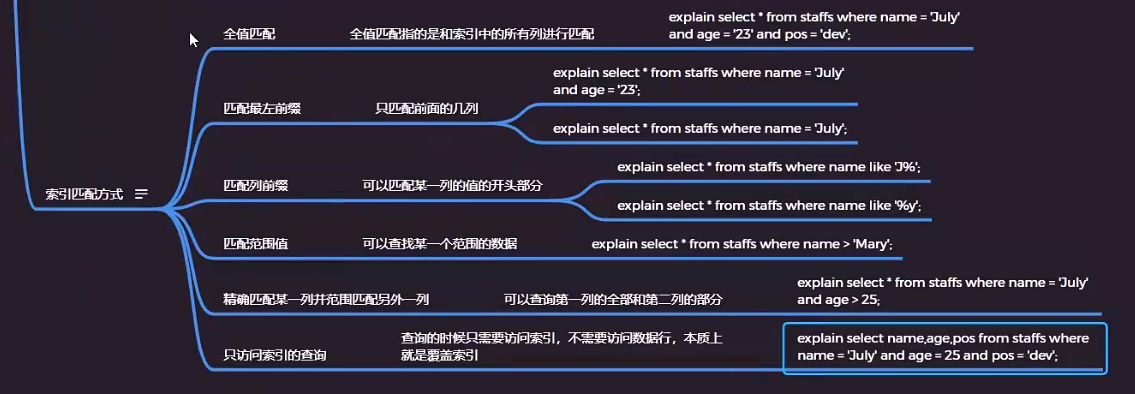 全值匹配
全值匹配指的是和索引中的所有列进行匹配
explain select * from staffs where name = 'July'
and age = '23' and pos = 'dev';
匹配最左前缀
只匹配前面的几列
explain select * from staffs where name = 'July'
and age = '23';
explain select * from staffs where name = 'July';
索引匹配方式
匹配列前缀
可以匹配某一列的值的开头部分
explain select * from staffs where name like 'J%';
explain select * from staffs where name like '%y';
匹配范围值
可以查找某一个范围的数据
explain select * from staffs where name > 'Mary';
精确匹配某一列并范围匹配另外一列
可以查询第一列的全部和第二列的部分
explain select * from staffs where name = 'July'
and age > 25;
只访问索引的查询
查询的时候只需要访问索引，不需要访问数据行，本质上
就是覆盖索引
explain select name,age,pos from staffs where
name = 'July' and age = 25 and pos = 'dev';